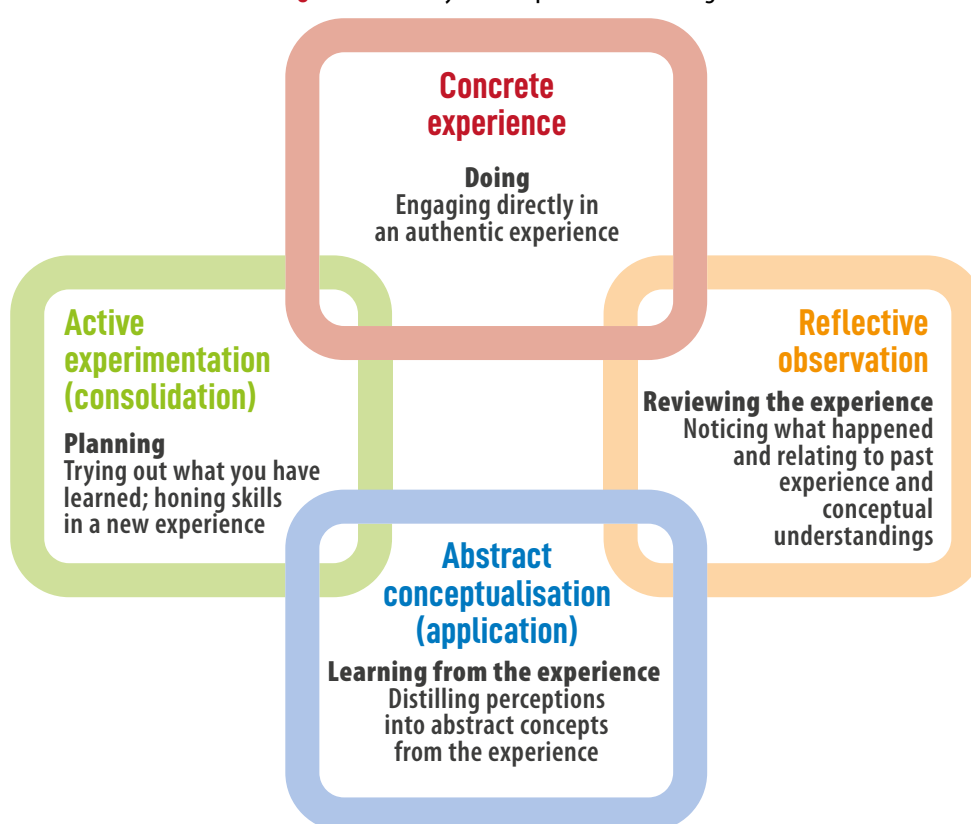 Concrete
experience
Doing
Engaging directly in
an authentic experience
Reflective
observation
Reviewing the experience
Noticing what happened
and relating to past
experience and
conceptual
understandings
Abstract
conceptualisation
(application)
Learning from the experience
Distilling perceptions
into abstract concepts
from the experience
Active
experimentation
(consolidation)
Planning
Trying out what you have
learned; honing skills
in a new experience